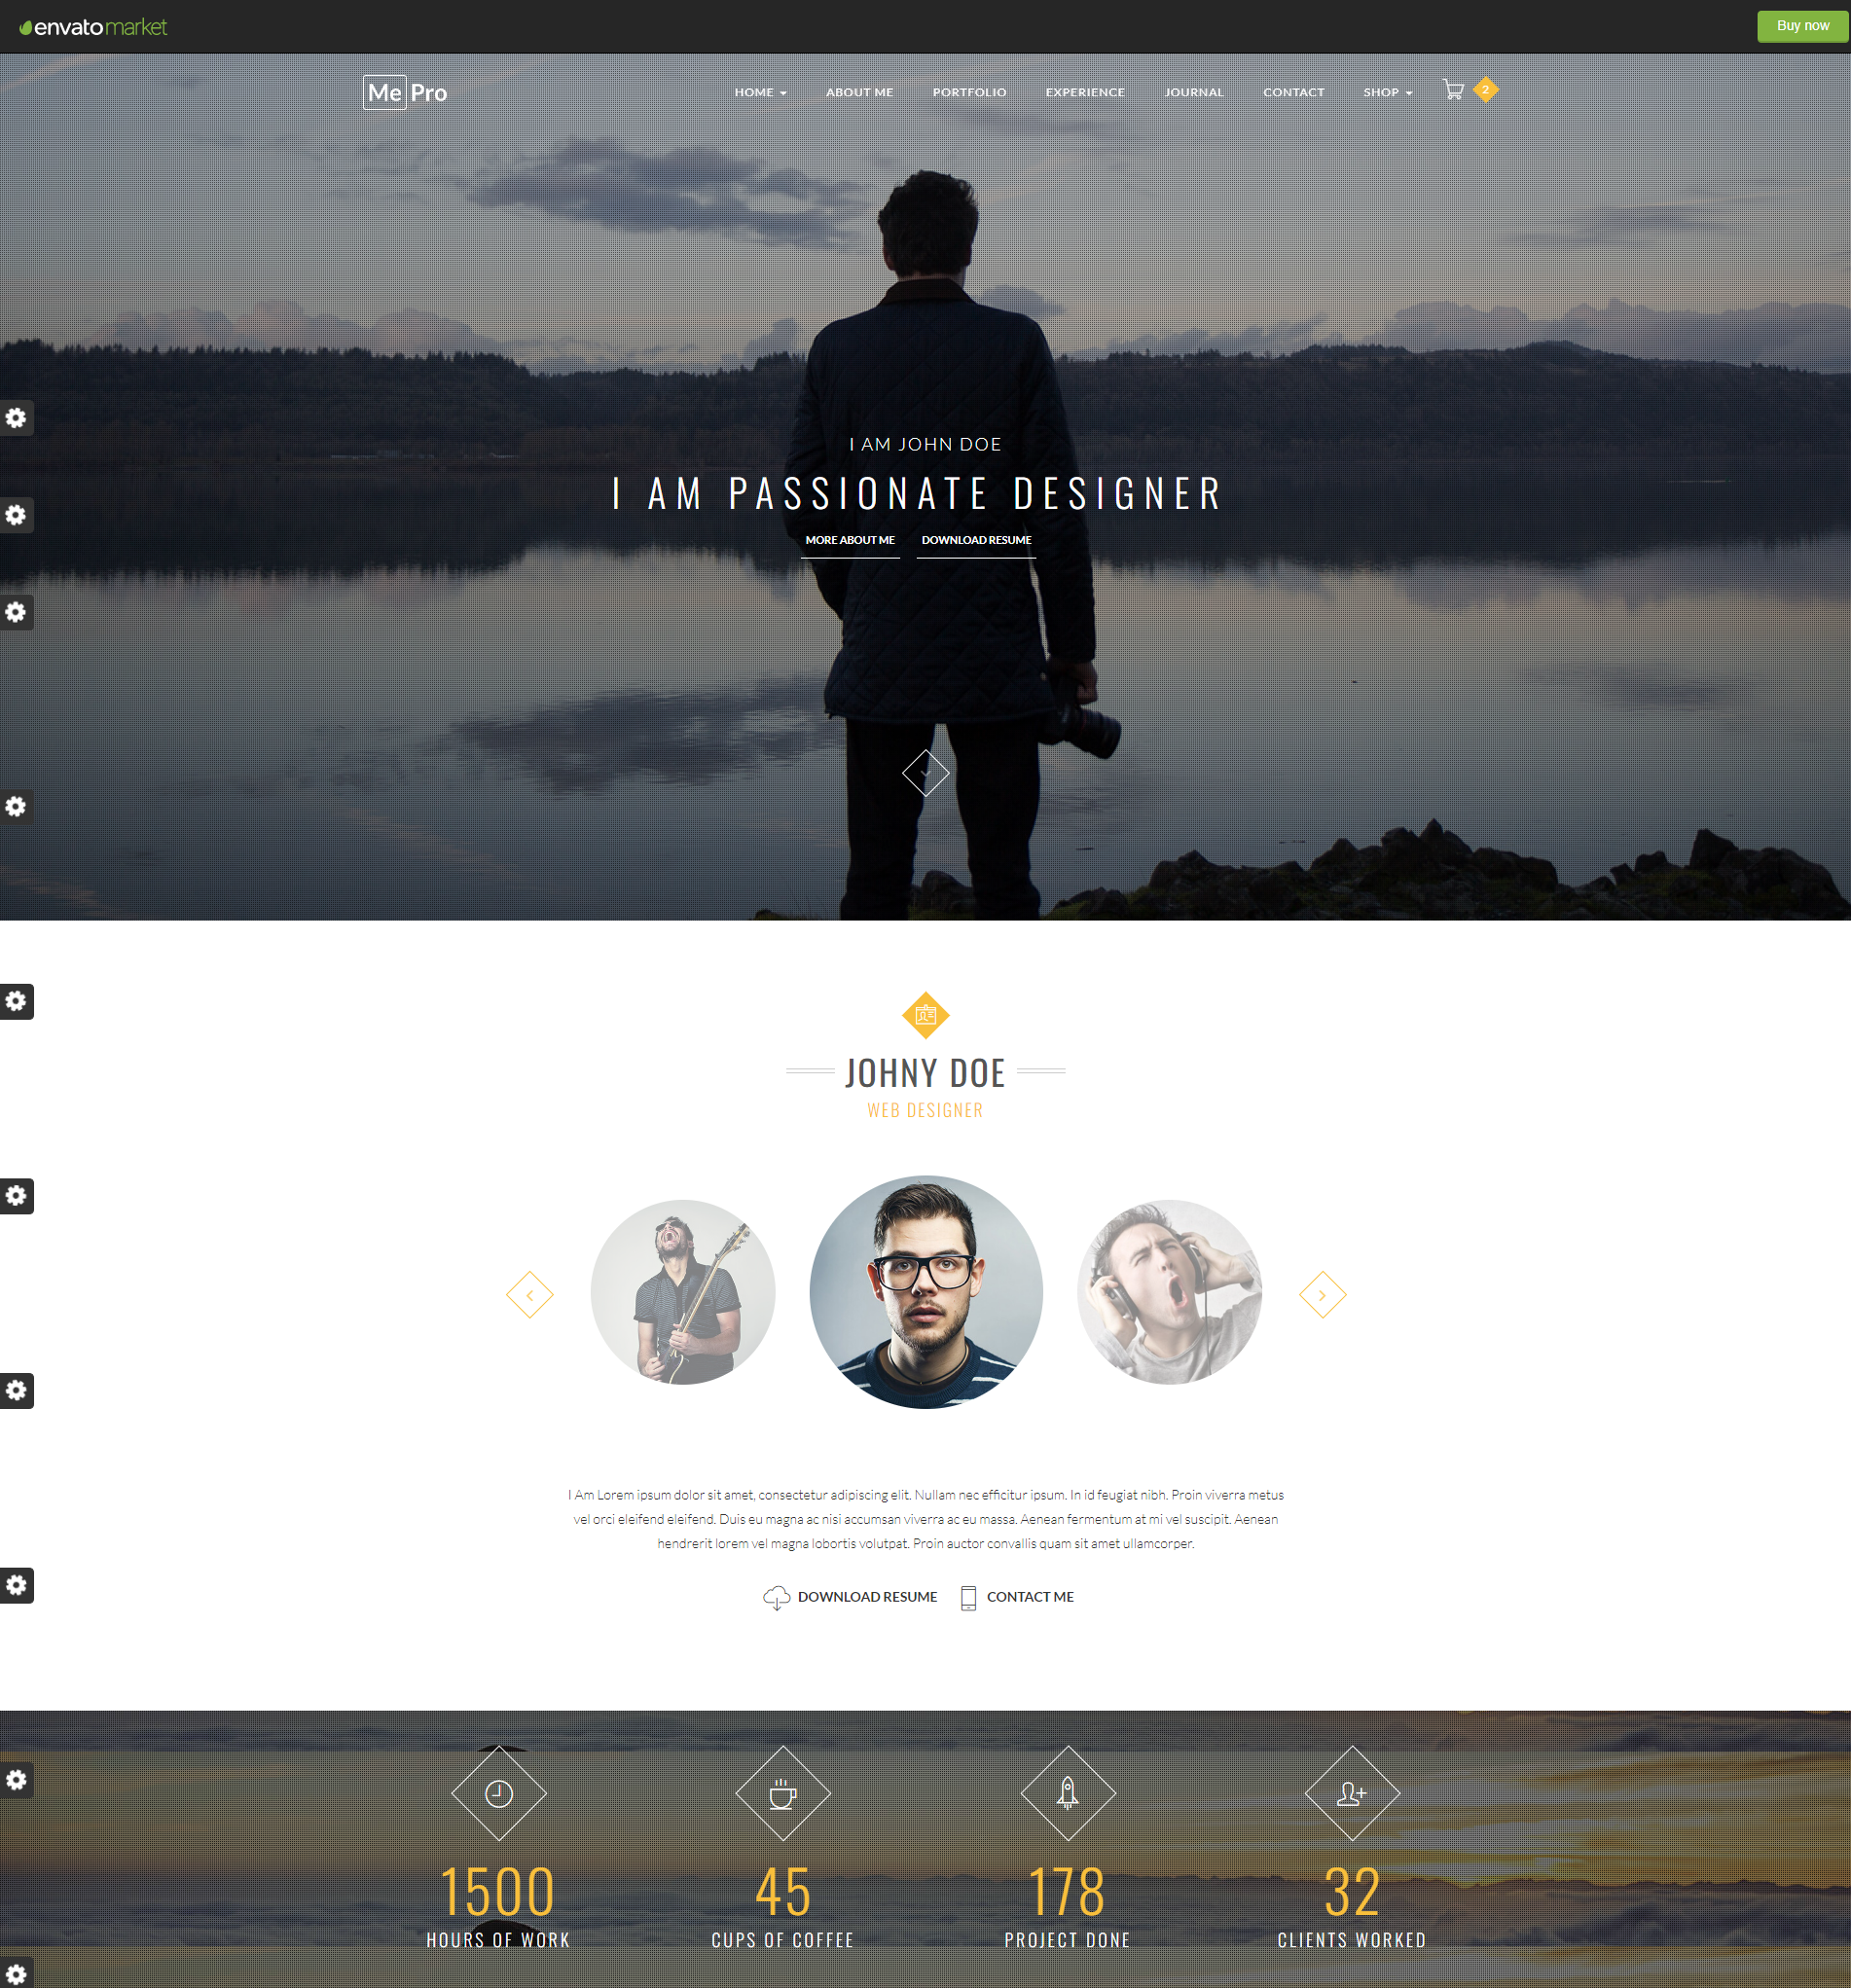 envatomarket
Buy now
Me Pro
HOME ABOUT ME PORTFOLIO EXPERIENCE JOURNAL CONTACT SHOP 2
I AM JOHN DOE
I AM PASSIONATE DESIGNER
MORE ABOUT ME DOWNLOAD RESUME
JOHNY DOE
WEB DESIGNER
I Am Lorem ipsum dolor sit amet, consectetur adipiscing elit. Nullam nec efficitur ipsum. In id feugiat nibh. Proin viverra metus
vel orci eleifend eleifend. Duis eu magna ac nisi accumsan viverra ac eu massa. Aenean fermentum at mi vel suscipit. Aenean
hendrerit lorem vel magna lobortis volutpat. Proin auctor convallis quam sit amet ullamcorper.
DOWNLOAD RESUME CONTACT ME
1500 45 178 32
HOURS OF WORK CUPS OF COFFEE PROJECT DONE CLIENTS WORKED